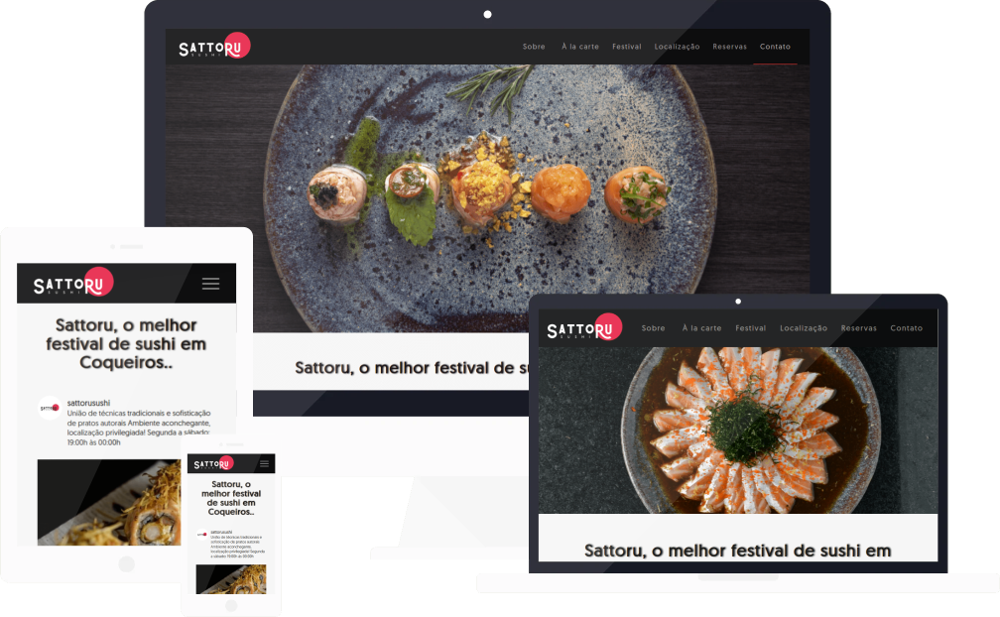 SATTORU
SUSHI
Sobre À la carte Festival Localização Reservas Contato
Sattoru, o melhor festival de su
SATTORU
SUSHI
Sattoru, o melhor
festival de sushi em
Coqueiros..
SATTORU
sattorusushi
União de técnicas tradicionais e sofisticação
de pratos autorais Ambiente aconchegante,
localização privilegiada! Segunda a sábado:
19:00h às 00:00h
SATTORU
Sattoru, o
melhor festival
de sushi em
Coqueiros..
sattorusushi
União de técnicas tradicionais e
sofisticação de pratos autorais
Ambiente aconchegante,
localização privilegiada! Segunda
a sábado: 19:00h às 00:00h
SATTORU
SUSHI
Sobre À la carte Festival Localização Reservas Contato
Sattoru, o melhor festival de sushi em